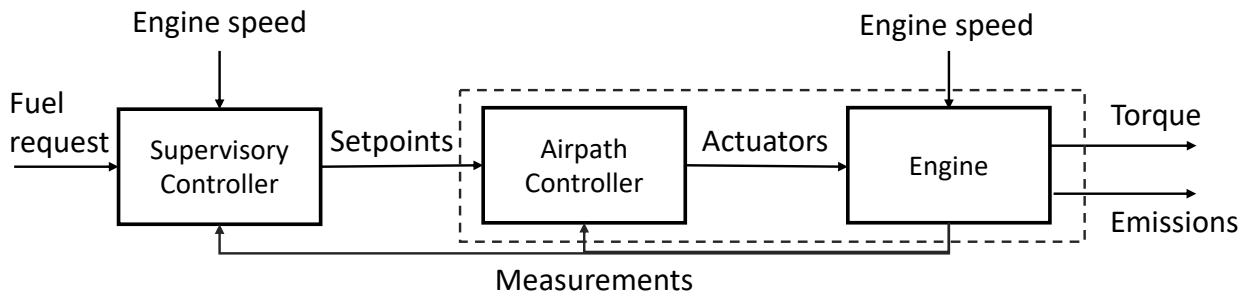 Engine speed
Engine speed
Fuel
request
Supervisory
Controller
Setpoints
Airpath
Controller
Actuators
Engine
Torque
Emissions
Measurements